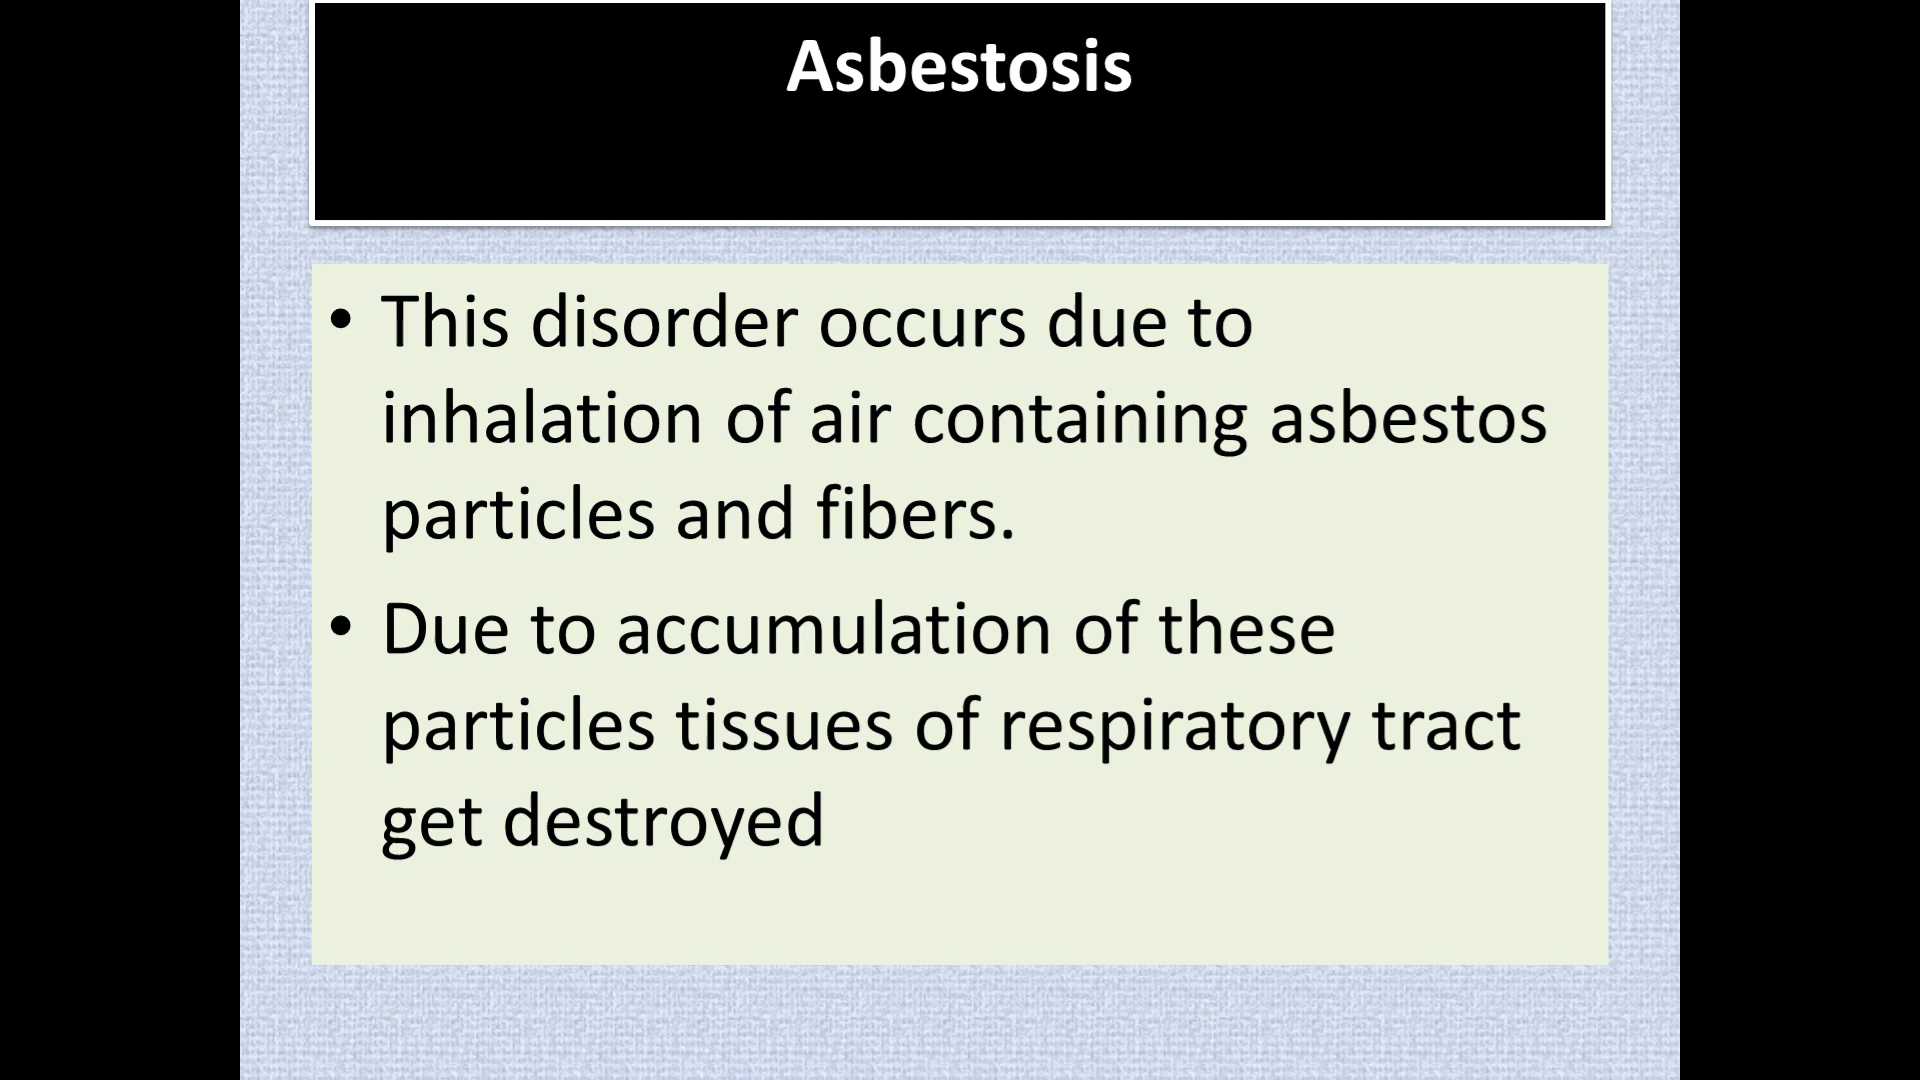 Asbestosis
• This disorder occurs due to
inhalation of air containing asbestos
particles and fibers.
• Due to accumulation of these
particles tissues of respiratory tract
get destroyed